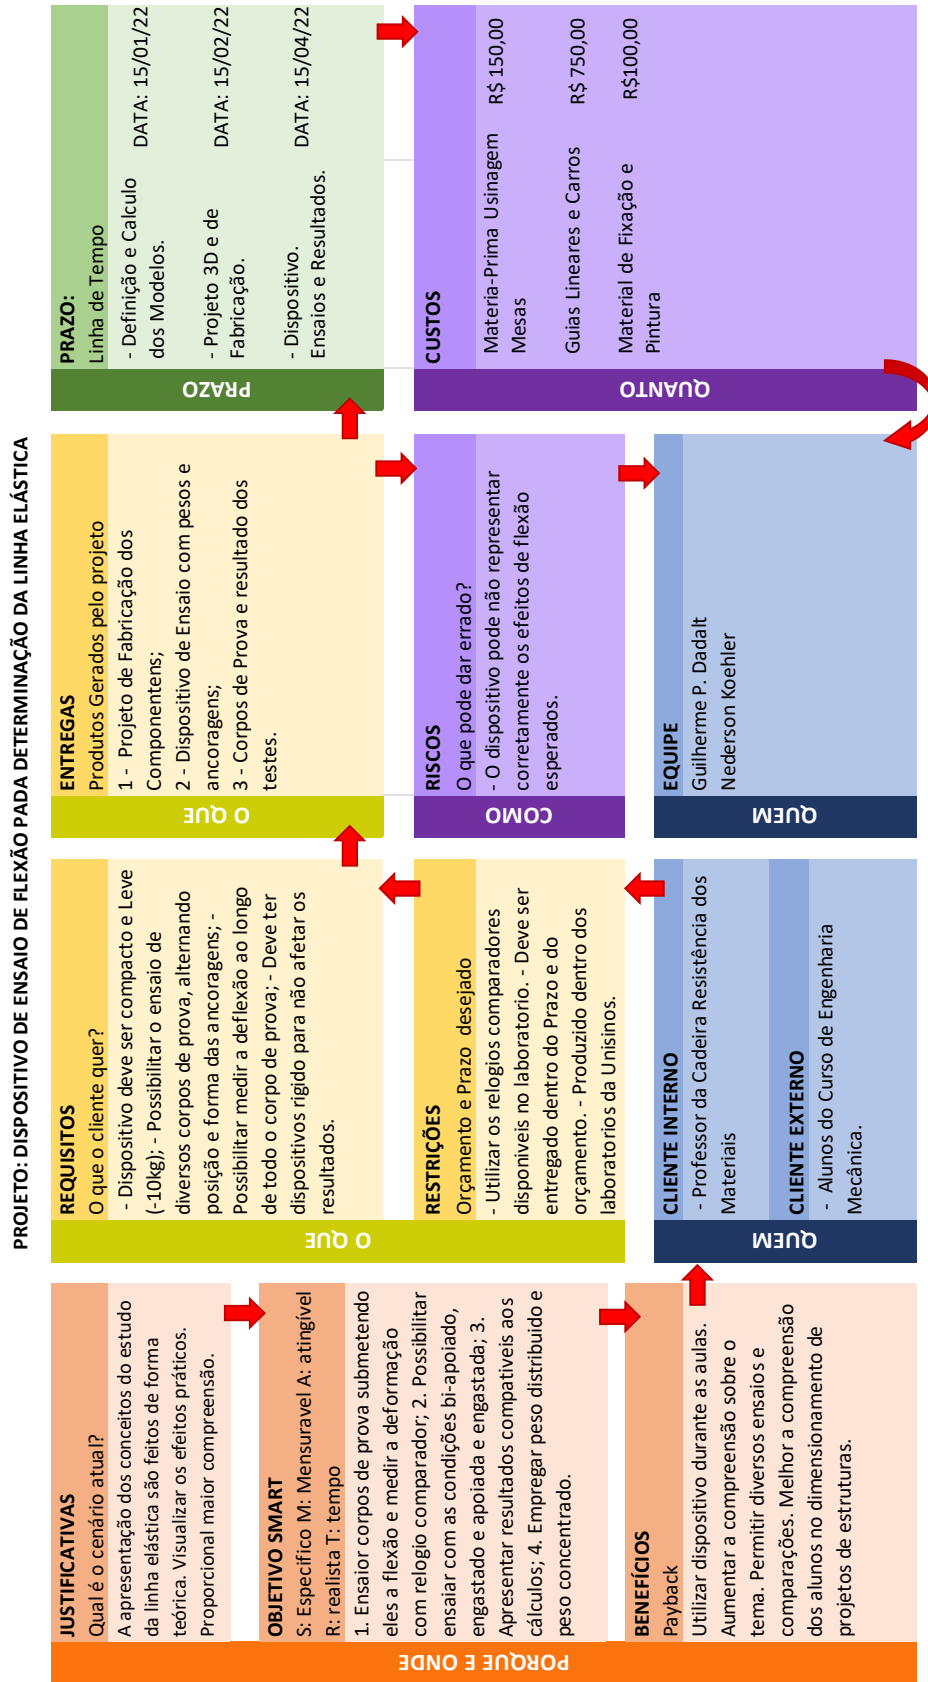 PROJETO: DISPOSITIVO DE ENSAIO DE FLEXÃO PADA DETERMINAÇÃO DA LINHA ELÁSTICA
PORQUE E ONDE
JUSTIFICATIVAS
Qual é o cenário atual?
A apresentação dos conceitos do estudo
da linha elástica são feitos de forma
teórica. Visualizar os efeitos práticos.
Proporcional maior compreensão.
OBJETIVO SMART
S: Especifico M: Mensuravel A: atingível
R: realista T: tempo
1. Ensaior corpos de prova submetendo
eles a flexão e medir a deformação
com relogio comparador; 2. Possibilitar
ensaiar com as condições bi-apoiado,
engastado e apoiada e engastada; 3.
Apresentar resultados compativeis aos
cálculos; 4. Empregar peso distribuido e
peso concentrado.
BENEFÍCIOS
Payback
Utilizar dispositivo durante as aulas.
Aumentar a compreensão sobre o
tema. Permitir diversos ensaios e
comparações. Melhor a compreensão
dos alunos no dimensionamento de
projetos de estruturas.
O QUE
REQUISITOS
O que o cliente quer?
- Dispositivo deve ser compacto e Leve
(-10kg); - Possibilitar o ensaio de
diversos corpos de prova, alternando
posição e forma das ancoragens; -
Possibilitar medir a deflexão ao longo
de todo o corpo de prova; - Deve ter
dispositivos rigido para não afetar os
resultados.
RESTRIÇÕES
Orçamento e Prazo desejado
- Utilizar os relogios comparadores
disponiveis no laboratorio. - Deve ser
entregado dentro do Prazo e do
orçamento. - Produzido dentro dos
laboratorios da Unisinos.
QUEM
CLIENTE INTERNO
- Professor da Cadeira Resistência dos
Materiais
CLIENTE EXTERNO
- Alunos do Curso de Engenharia
Mecânica.
O QUE
ENTREGAS
Produtos Gerados pelo projeto
1 - Projeto de Fabricação dos
Componentens;
2 - Dispositivo de Ensaio com pesos e
ancoragens;
3 - Corpos de Prova e resultado dos
testes.
COMO
RISCOS
O que pode dar errado?
- O dispositivo pode não representar
corretamente os efeitos de flexão
esperados.
QUEM
EQUIPE
Guilherme P. Dadalt
Nederson Koehler
PRAZO
PRAZO:
Linha de Tempo
- Definição e Calculo
dos Modelos. DATA: 15/01/22
- Projeto 3D e de
Fabricação. DATA: 15/02/22
- Dispositivo.
Ensaios e Resultados. DATA: 15/04/22
QUANTO
CUSTOS
Materia-Prima Usinagem R$ 150,00
Mesas
Guias Lineares e Carros R$ 750,00
Material de Fixação e R$100,00
Pintura